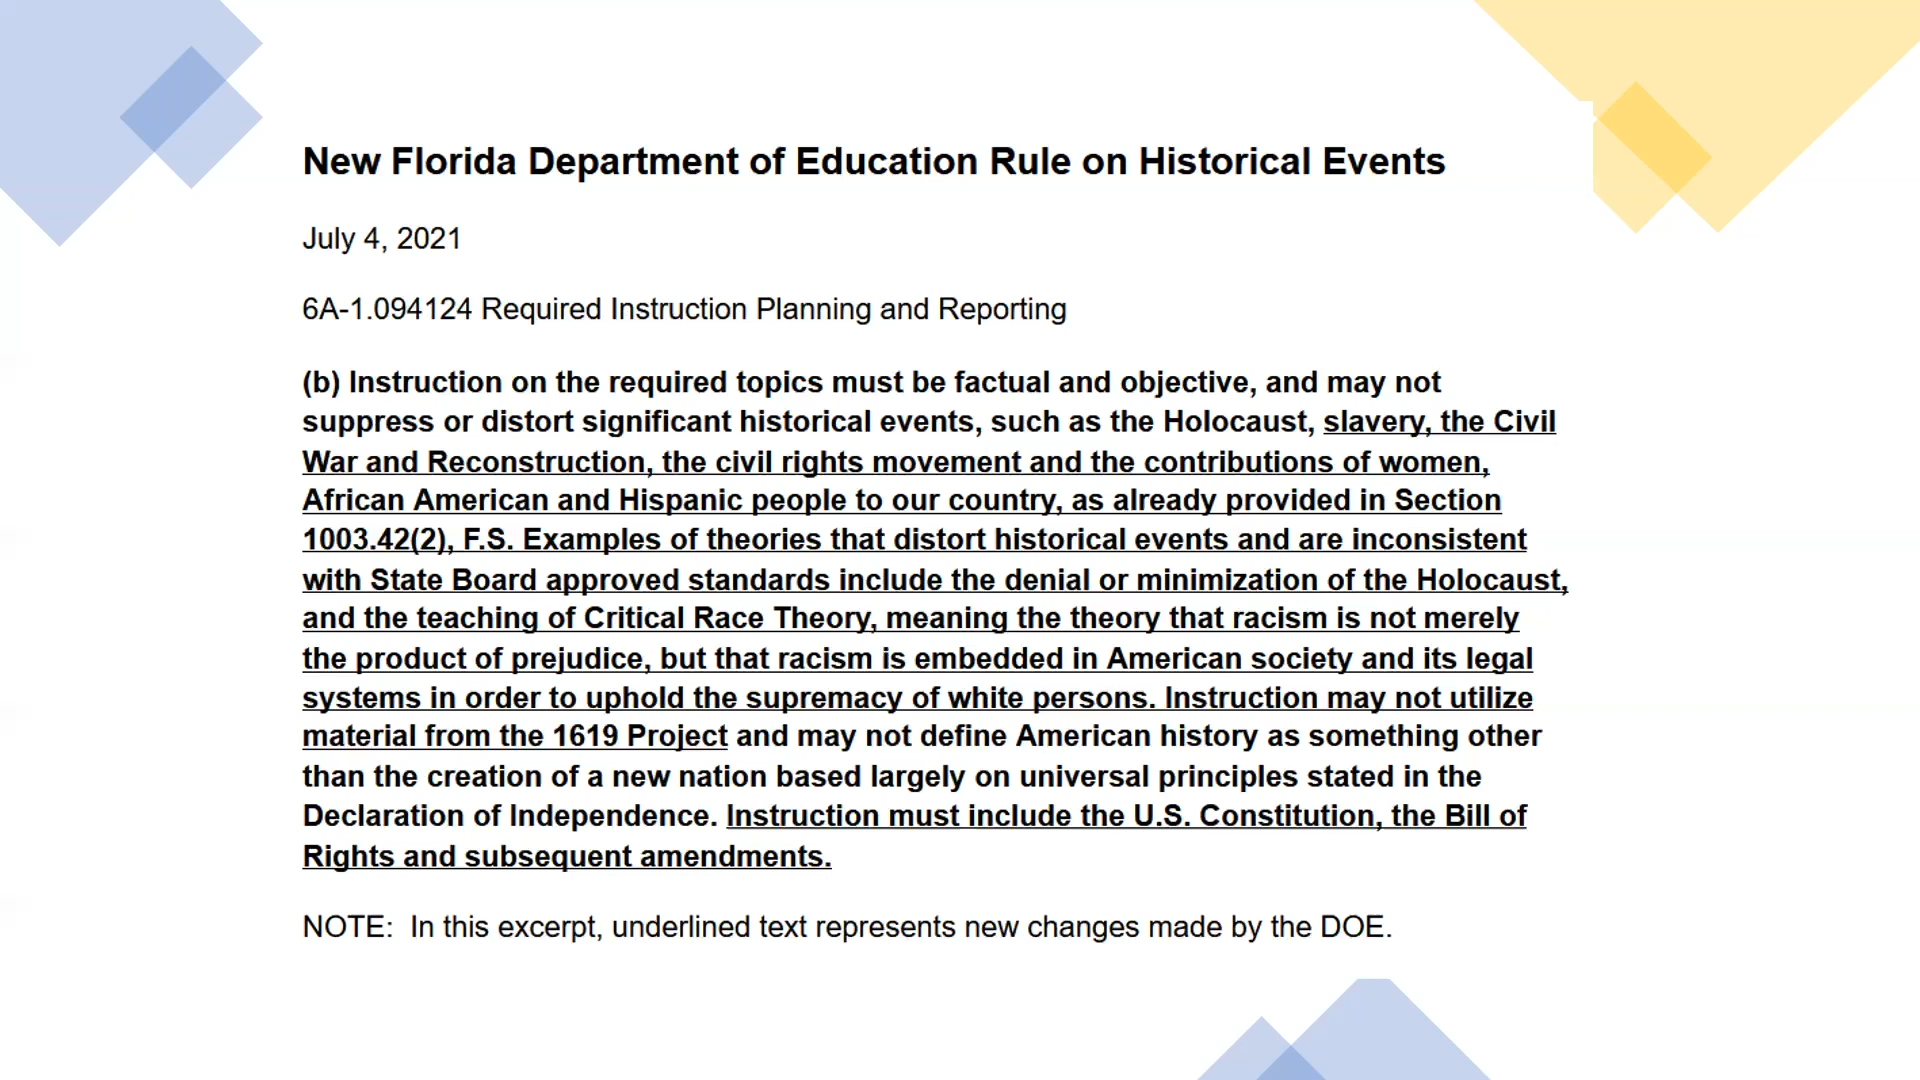 New Florida Department of Education Rule on Historical Events
July 4, 2021
6A-1.094124 Required Instruction Planning and Reporting
(b) Instruction on the required topics must be factual and objective, and may not
suppress or distort significant historical events, such as the Holocaust, slavery, the Civil
War and Reconstruction, the civil rights movement and the contributions of women,
African American and Hispanic people to our country, as already provided in Section
1003.42(2), F.S. Examples of theories that distort historical events and are inconsistent
with State Board approved standards include the denial or minimization of the Holocaust,
and the teaching of Critical Race Theory, meaning the theory that racism is not merely
the product of prejudice, but that racism is embedded in American society and its legal
systems in order to uphold the supremacy of white persons. Instruction may not utilize
material from the 1619 Project and may not define American history as something other
than the creation of a new nation based largely on universal principles stated in the
Declaration of Independence. Instruction must include the U.S. Constitution, the Bill of
Rights and subsequent amendments.
NOTE:  In this excerpt, underlined text represents new changes made by the DOE.